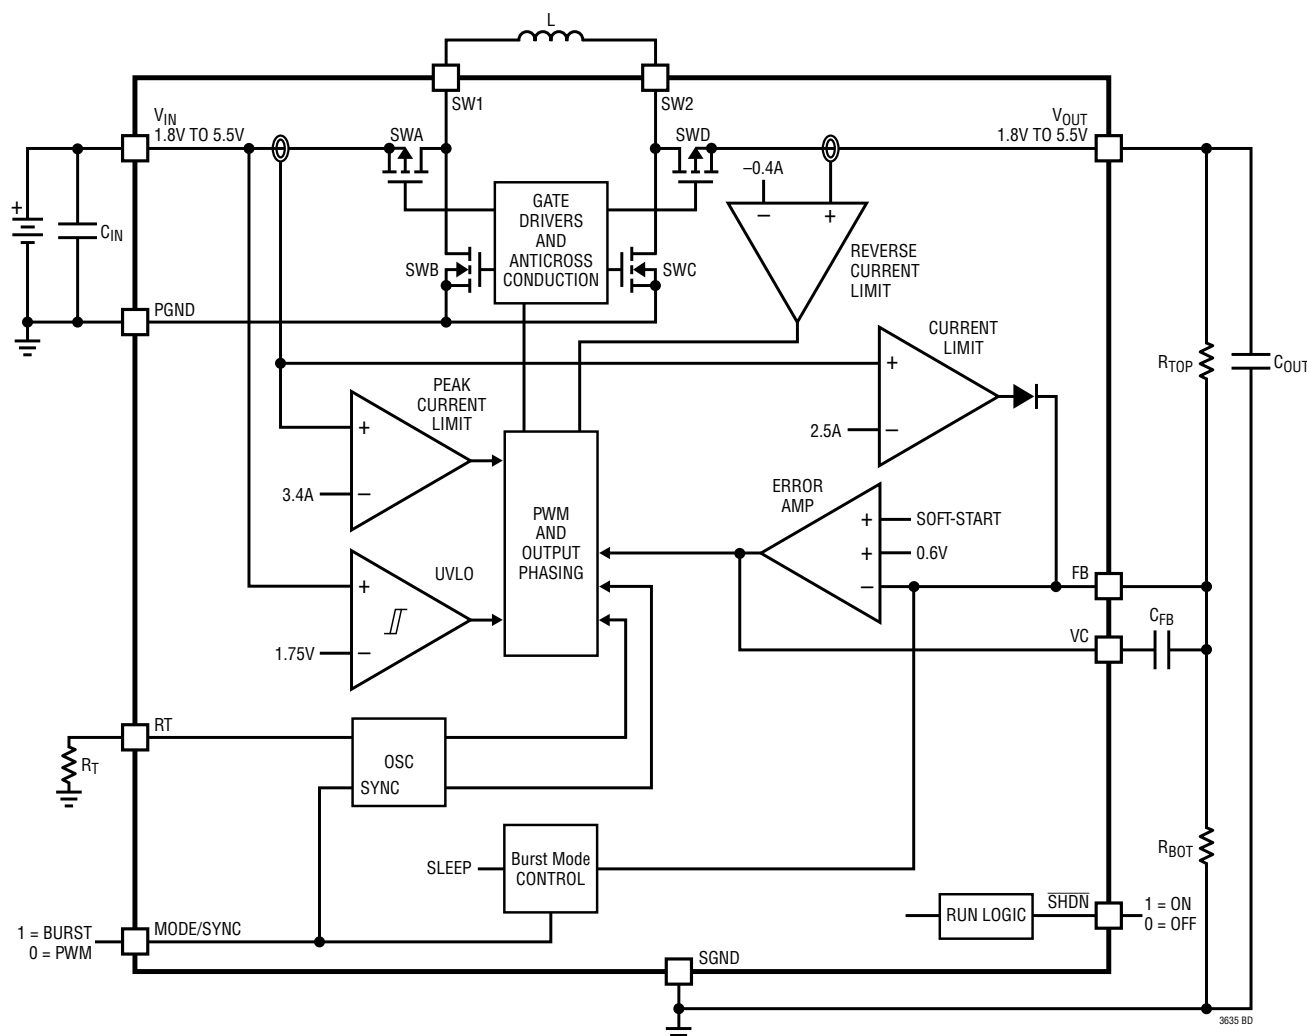 L
SW1
SW2
VIN
1.8V TO 5.5V
VOUT
1.8V TO 5.5V
SWA
SWD
–0.4A
–
+
+
CIN
GATE
DRIVERS
AND
ANTICROSS
CONDUCTION
SWB
SWC
REVERSE
CURRENT
LIMIT
PGND
CURRENT
LIMIT
+
–
2.5A
RTOP
COUT
PEAK
CURRENT
LIMIT
+
–
3.4A
ERROR
AMP
+
SOFT-START
+
0.6V
–
PWM
AND
OUTPUT
PHASING
UVLO
+
–
1.75V
FB
CFB
VC
RT
RT
OSC
SYNC
SLEEP
Burst Mode
CONTROL
RBOT
RUN LOGIC
SHDN
1 = ON
0 = OFF
1 = BURST
0 = PWM
MODE/SYNC
SGND
3635 BD